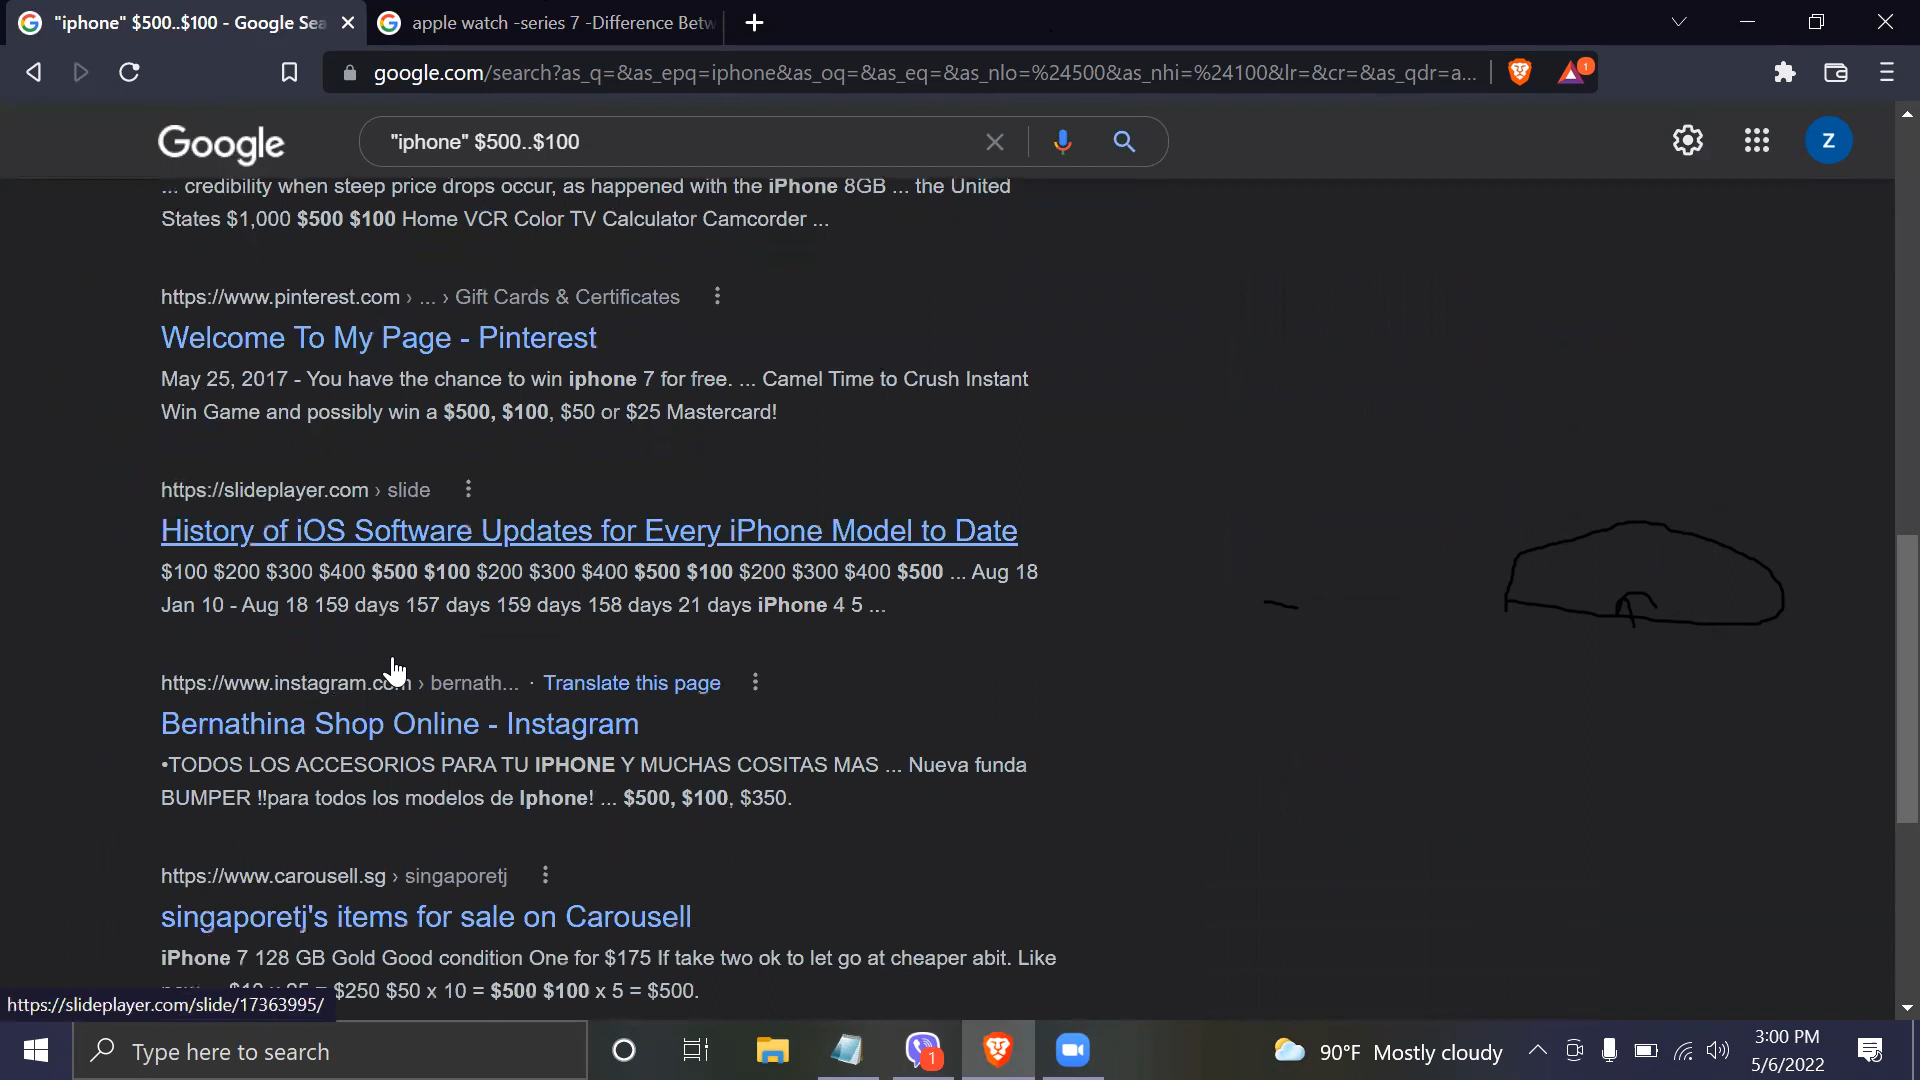 "iphone" $500..$100 - Google Sea
apple watch -series 7 -Difference Betw
google.com/search?as_q=&as_epq=iphone&as_oq=&as_eq=&as_nlo=%24500&as_nhi=%24100&lr=&cr=&as_qdr=a...
1
Google
"iphone" $500..$100
Z
... credibility when steep price drops occur, as happened with the iPhone 8GB ... the United
States $1,000 $500 $100 Home VCR Color TV Calculator Camcorder ...
https://www.pinterest.com › ... › Gift Cards & Certificates
Welcome To My Page - Pinterest
May 25, 2017 - You have the chance to win iphone 7 for free. ... Camel Time to Crush Instant
Win Game and possibly win a $500, $100, $50 or $25 Mastercard!
https://slideplayer.com › slide
History of iOS Software Updates for Every iPhone Model to Date
$100 $200 $300 $400 $500 $100 $200 $300 $400 $500 $100 $200 $300 $400 $500 ... Aug 18
Jan 10 - Aug 18 159 days 157 days 159 days 158 days 21 days iPhone 4 5 ...
https://www.instagram.com › bernath... · Translate this page
Bernathina Shop Online - Instagram
•TODOS LOS ACCESORIOS PARA TU IPHONE Y MUCHAS COSITAS MAS ... Nueva funda
BUMPER !!para todos los modelos de Iphone! ... $500, $100, $350.
https://www.carousell.sg › singaporetj
singaporetj's items for sale on Carousell
iPhone 7 128 GB Gold Good condition One for $175 If take two ok to let go at cheaper abit. Like
$250 $50 x 10 = $500 $100 x 5 = $500.
https://slideplayer.com/slide/17363995/
Type here to search
1
90°F Mostly cloudy
3:00 PM
5/6/2022